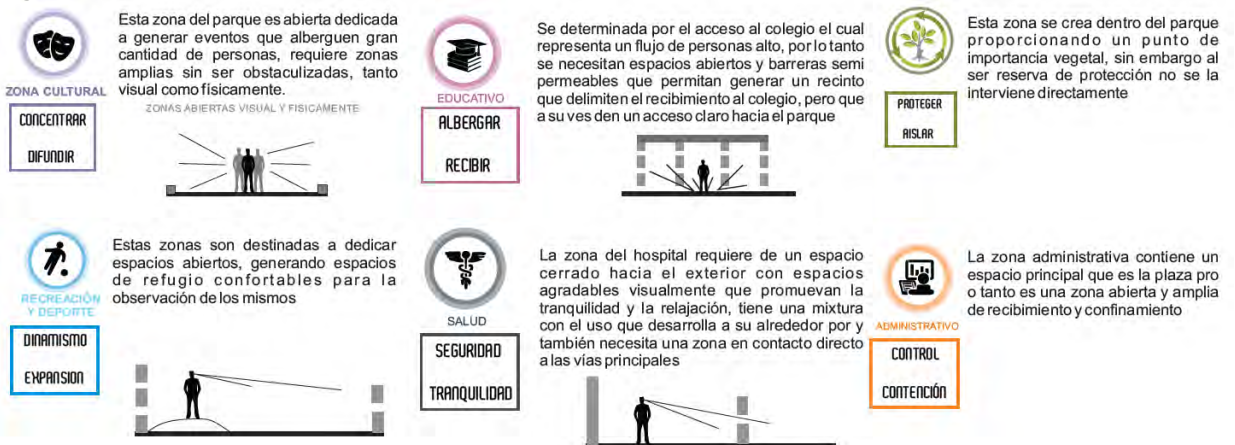 ZONA CULTURAL
CONCENTRAR
DIFUNDIR
Esta zona del parque es abierta dedicada
a generar eventos que alberguen gran
cantidad de personas, requiere zonas
amplias sin ser obstaculizadas, tanto
visual como físicamente.
ZONAS ABIERTAS VISUAL Y FISICAMENTE
EDUCATIVO
ALBERGAR
RECIBIR
Se determinada por el acceso al colegio el cual
representa un flujo de personas alto, por lo tanto
se necesitan espacios abiertos y barreras semi
permeables que permitan generar un recinto
que delimiten el recibimiento al colegio, pero que
a su ves den un acceso claro hacia el parque
PROTEGER
AISLAR
Esta zona se crea dentro del parque
proporcionando un punto de
importancia vegetal, sin embargo al
ser reserva de protección no se la
interviene directamente
RECREACIÓN
Y DEPORTE
DINAMISMO
EXPANSION
Estas zonas son destinadas a dedicar
espacios abiertos, generando espacios
de refugio confortables para la
observación de los mismos
SALUD
SEGURIDAD
TRANQUILIDAD
La zona del hospital requiere de un espacio
cerrado hacia el exterior con espacios
agradables visualmente que promuevan la
tranquilidad y la relajación, tiene una mixtura
con el uso que desarrolla a su alrededor por y
también necesita una zona en contacto directo
a las vías principales
ADMINISTRATIVO
CONTROL
CONTENCIÓN
La zona administrativa contiene un
espacio principal que es la plaza pro
o tanto es una zona abierta y amplia
de recibimiento y confinamiento